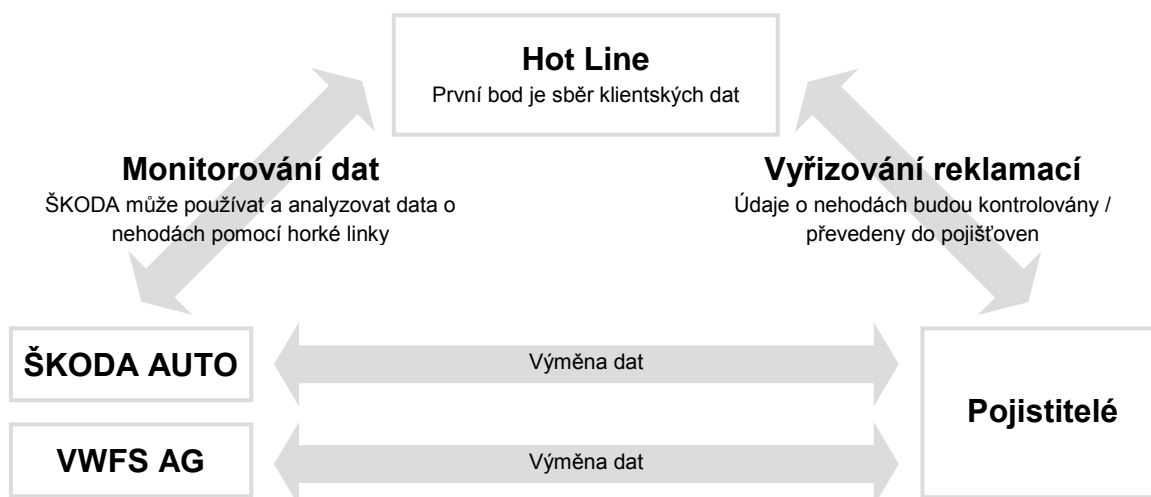 Hot Line
První bod je sběr klientských dat
Monitorování dat
ŠKODA může používat a analyzovat data o
nehodách pomocí horké linky
Vyřizování reklamací
Údaje o nehodách budou kontrolovány /
převedeny do pojišťoven
ŠKODA AUTO
Výměna dat
Pojistitelé
VWFS AG
Výměna dat